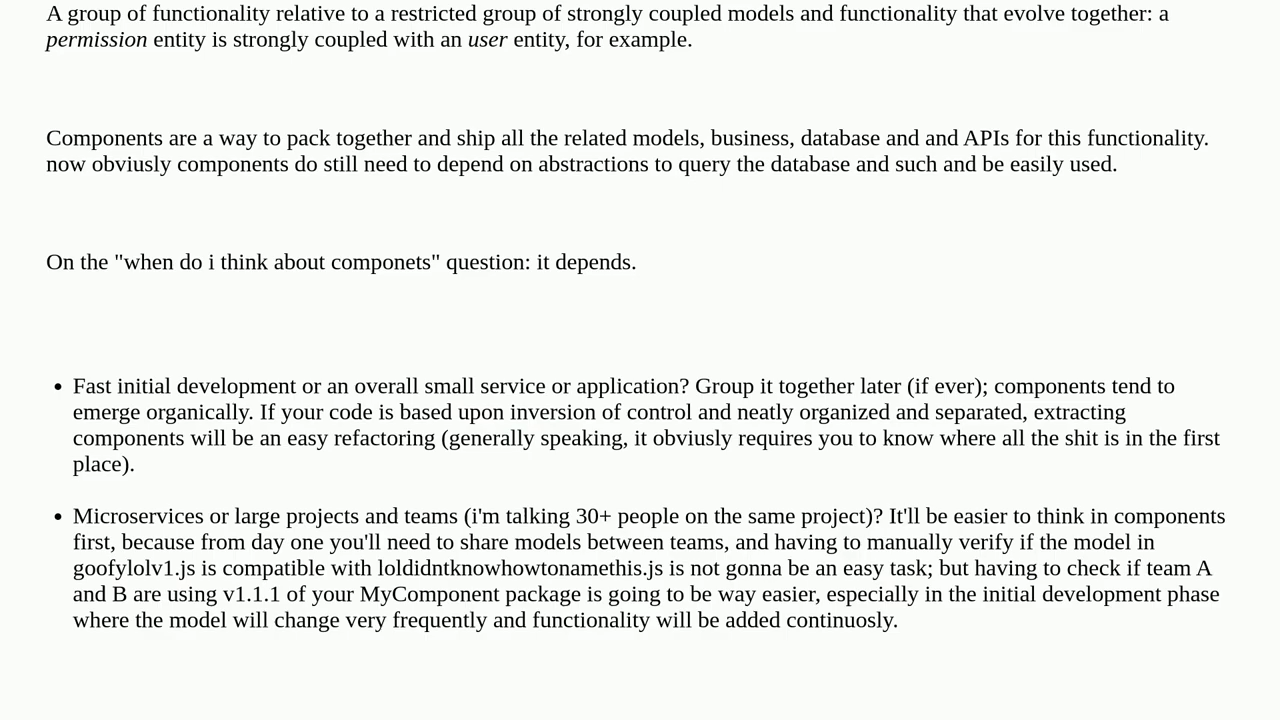 A group of functionality relative to a restricted group of strongly coupled models and functionality that evolve together: a
permission entity is strongly coupled with an user entity, for example.
Components are a way to pack together and ship all the related models, business, database and and APIs for this functionality.
now obviusly components do still need to depend on abstractions to query the database and such and be easily used.
On the "when do i think about componets" question: it depends.
• Fast initial development or an overall small service or application? Group it together later (if ever); components tend to
emerge organically. If your code is based upon inversion of control and neatly organized and separated, extracting
components will be an easy refactoring (generally speaking, it obviusly requires you to know where all the shit is in the first
place).
• Microservices or large projects and teams (i'm talking 30+ people on the same project)? It'll be easier to think in components
first, because from day one you'll need to share models between teams, and having to manually verify if the model in
goofylolv1.js is compatible with loldidntknowhowtonamethis.js is not gonna be an easy task; but having to check if team A
and B are using v1.1.1 of your MyComponent package is going to be way easier, especially in the initial development phase
where the model will change very frequently and functionality will be added continuosly.